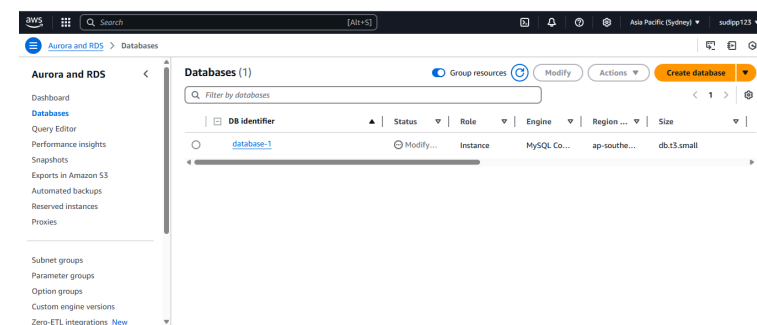 aws
Search
[Alt+S]
Asia Pacific (Sydney)
sudipp123
Aurora and RDS > Databases
Aurora and RDS
Dashboard
Databases
Query Editor
Performance insights
Snapshots
Exports in Amazon S3
Automated backups
Reserved instances
Proxies
Subnet groups
Parameter groups
Option groups
Custom engine versions
Zero-ETL integrations New
Databases (1)
Group resources
Modify
Actions
Create database
Filter by databases
1
DB identifier
Status
Role
Engine
Region ...
Size
database-1
Modify...
Instance
MySQL Co...
ap-southe...
db.t3.small